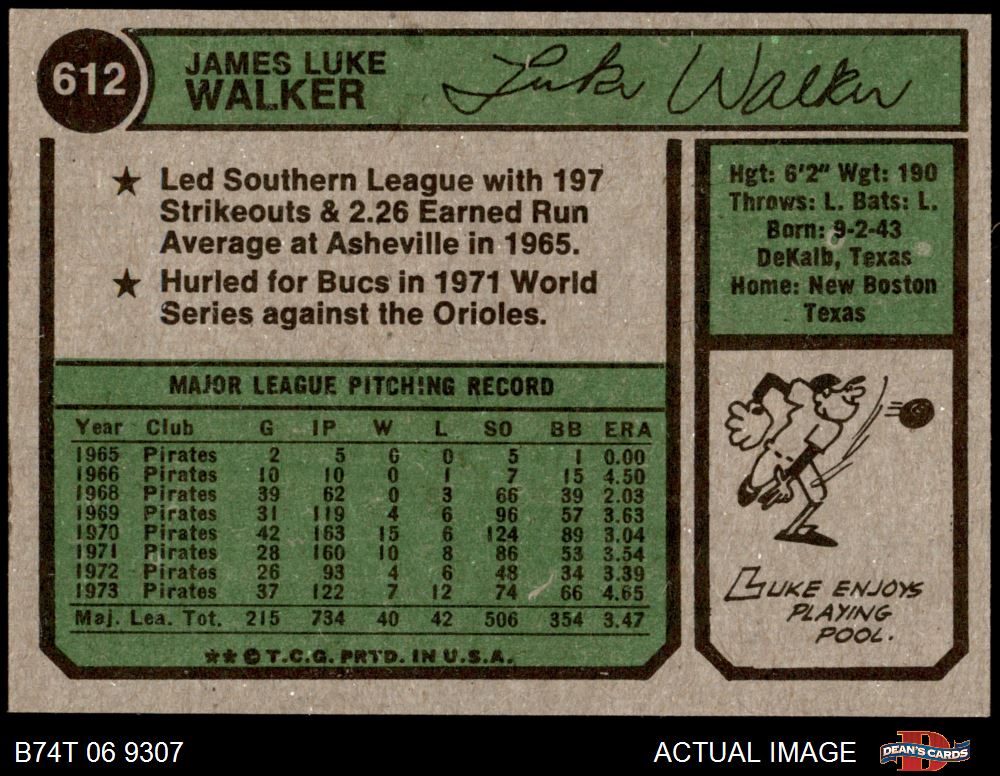 612
JAMES LUKE
WALKER
Luke Walker
★ Led Southern League with 197
Strikeouts & 2.26 Earned Run
Average at Asheville in 1965.
★ Hurled for Bucs in 1971 World
Series against the Orioles.
MAJOR LEAGUE PITCHING RECORD
Year Club G IP W L SO BB ERA
1965 Pirates 2 5 0 0 5 1 0.00
1966 Pirates 10 10 0 1 7 15 4.50
1968 Pirates 39 62 0 3 66 39 2.03
1969 Pirates 31 119 4 6 96 57 3.63
1970 Pirates 42 163 15 6 124 89 3.04
1971 Pirates 28 160 10 8 86 53 3.54
1972 Pirates 26 93 4 6 48 34 3.39
1973 Pirates 37 122 7 12 74 66 4.65
Maj. Lea. Tot. 215 734 40 42 506 354 3.47
★★ © T.C.G. PRTD. IN U.S.A.
Hgt: 6'2" Wgt: 190
Throws: L. Bats: L.
Born: 9-2-43
DeKalb, Texas
Home: New Boston
Texas
LUKE ENJOYS
PLAYING
POOL.
B74T 06 9307
ACTUAL IMAGE
DEAN'S CARDS